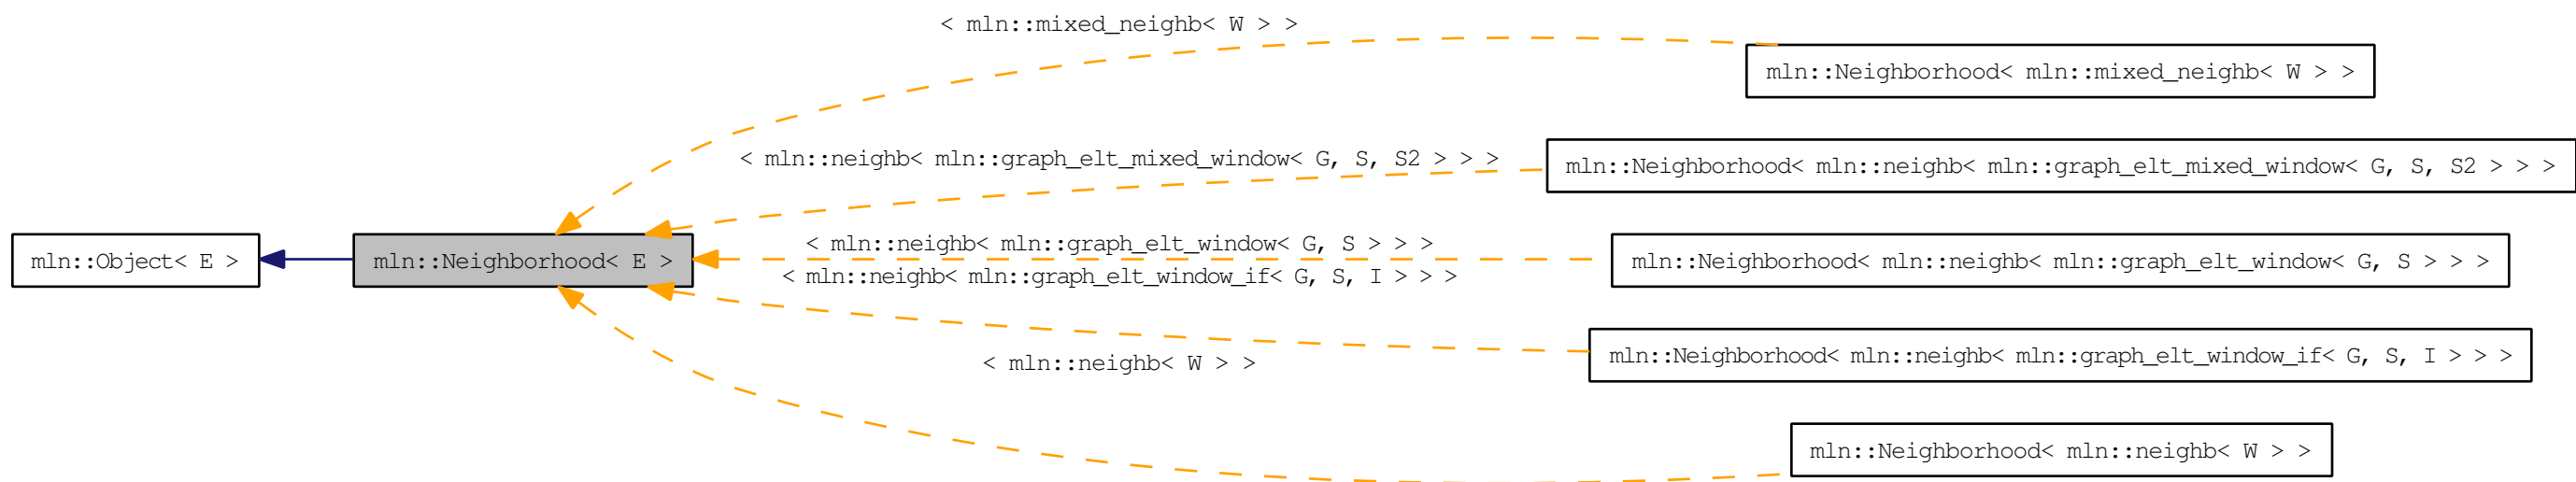 < mln::mixed_neighb< W > >
mln::Neighborhood< mln::mixed_neighb< W > >
< mln::neighb< mln::graph_elt_mixed_window< G, S, S2 > > >
mln::Neighborhood< mln::neighb< mln::graph_elt_mixed_window< G, S, S2 > > >
mln::Object< E >
mln::Neighborhood< E >
< mln::neighb< mln::graph_elt_window< G, S > > >
< mln::neighb< mln::graph_elt_window_if< G, S, I > > >
mln::Neighborhood< mln::neighb< mln::graph_elt_window< G, S > > >
mln::Neighborhood< mln::neighb< mln::graph_elt_window_if< G, S, I > > >
< mln::neighb< W > >
mln::Neighborhood< mln::neighb< W > >